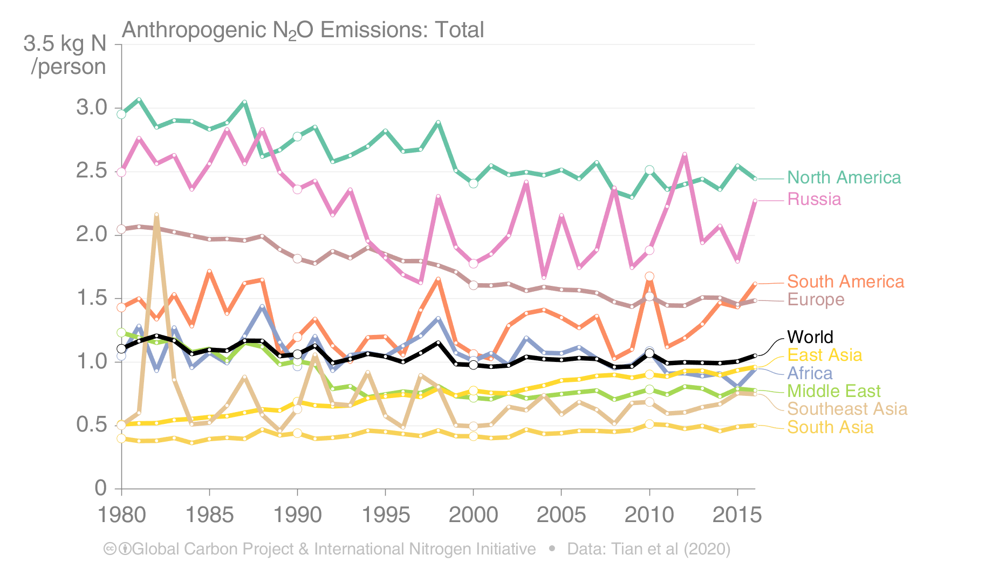 Anthropogenic N₂O Emissions: Total
3.5 kg N
/person
3.0
2.5
2.0
1.5
1.0
0.5
0
North America
Russia
South America
Europe
World
East Asia
Africa
Middle East
Southeast Asia
South Asia
1980 1985 1990 1995 2000 2005 2010 2015
cc Global Carbon Project & International Nitrogen Initiative • Data: Tian et al (2020)